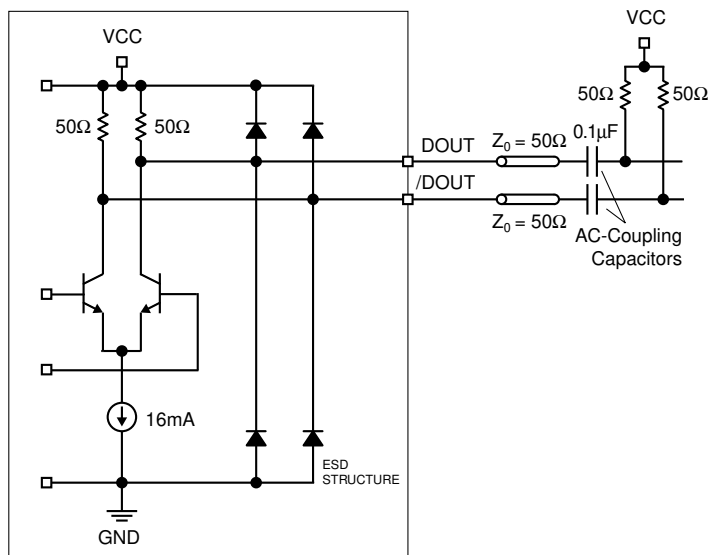 VCC
VCC
50Ω
50Ω
50Ω
50Ω
DOUT
Z0 = 50Ω
0.1µF
/DOUT
Z0 = 50Ω
AC-Coupling
Capacitors
16mA
ESD
STRUCTURE
GND